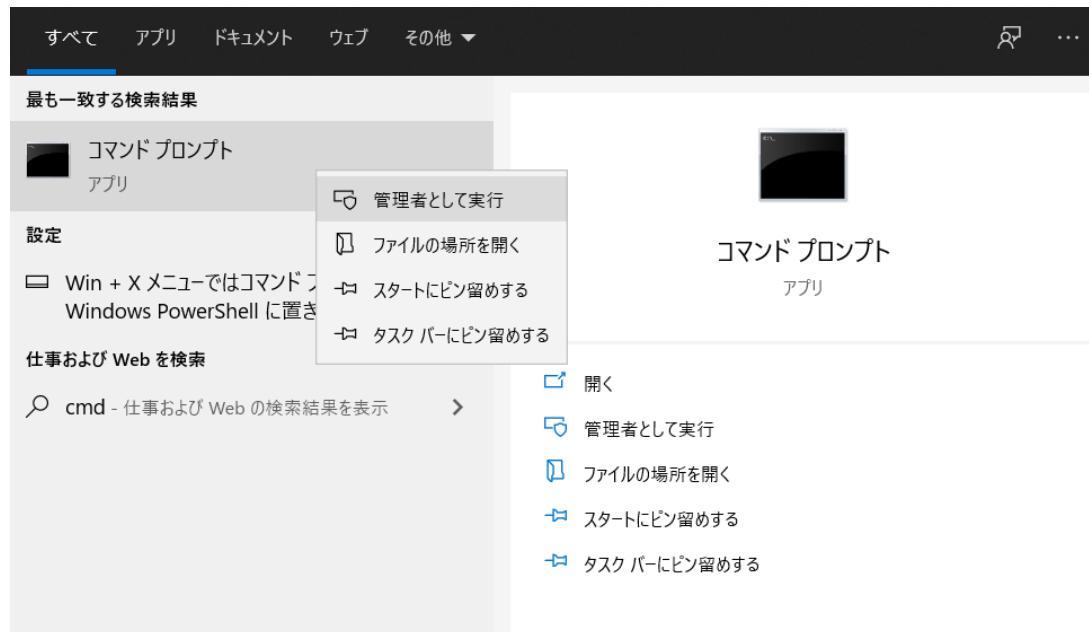 すべて アプリ ドキュメント ウェブ その他
最も一致する検索結果
コマンド プロンプト
アプリ
設定
Win + X メニューではコマンド
Windows PowerShell に置き
仕事および Web を検索
cmd - 仕事および Web の検索結果を表示
管理者として実行
ファイルの場所を開く
スタートにピン留めする
タスク バーにピン留めする
コマンド プロンプト
アプリ
開く
管理者として実行
ファイルの場所を開く
スタートにピン留めする
タスク バーにピン留めする